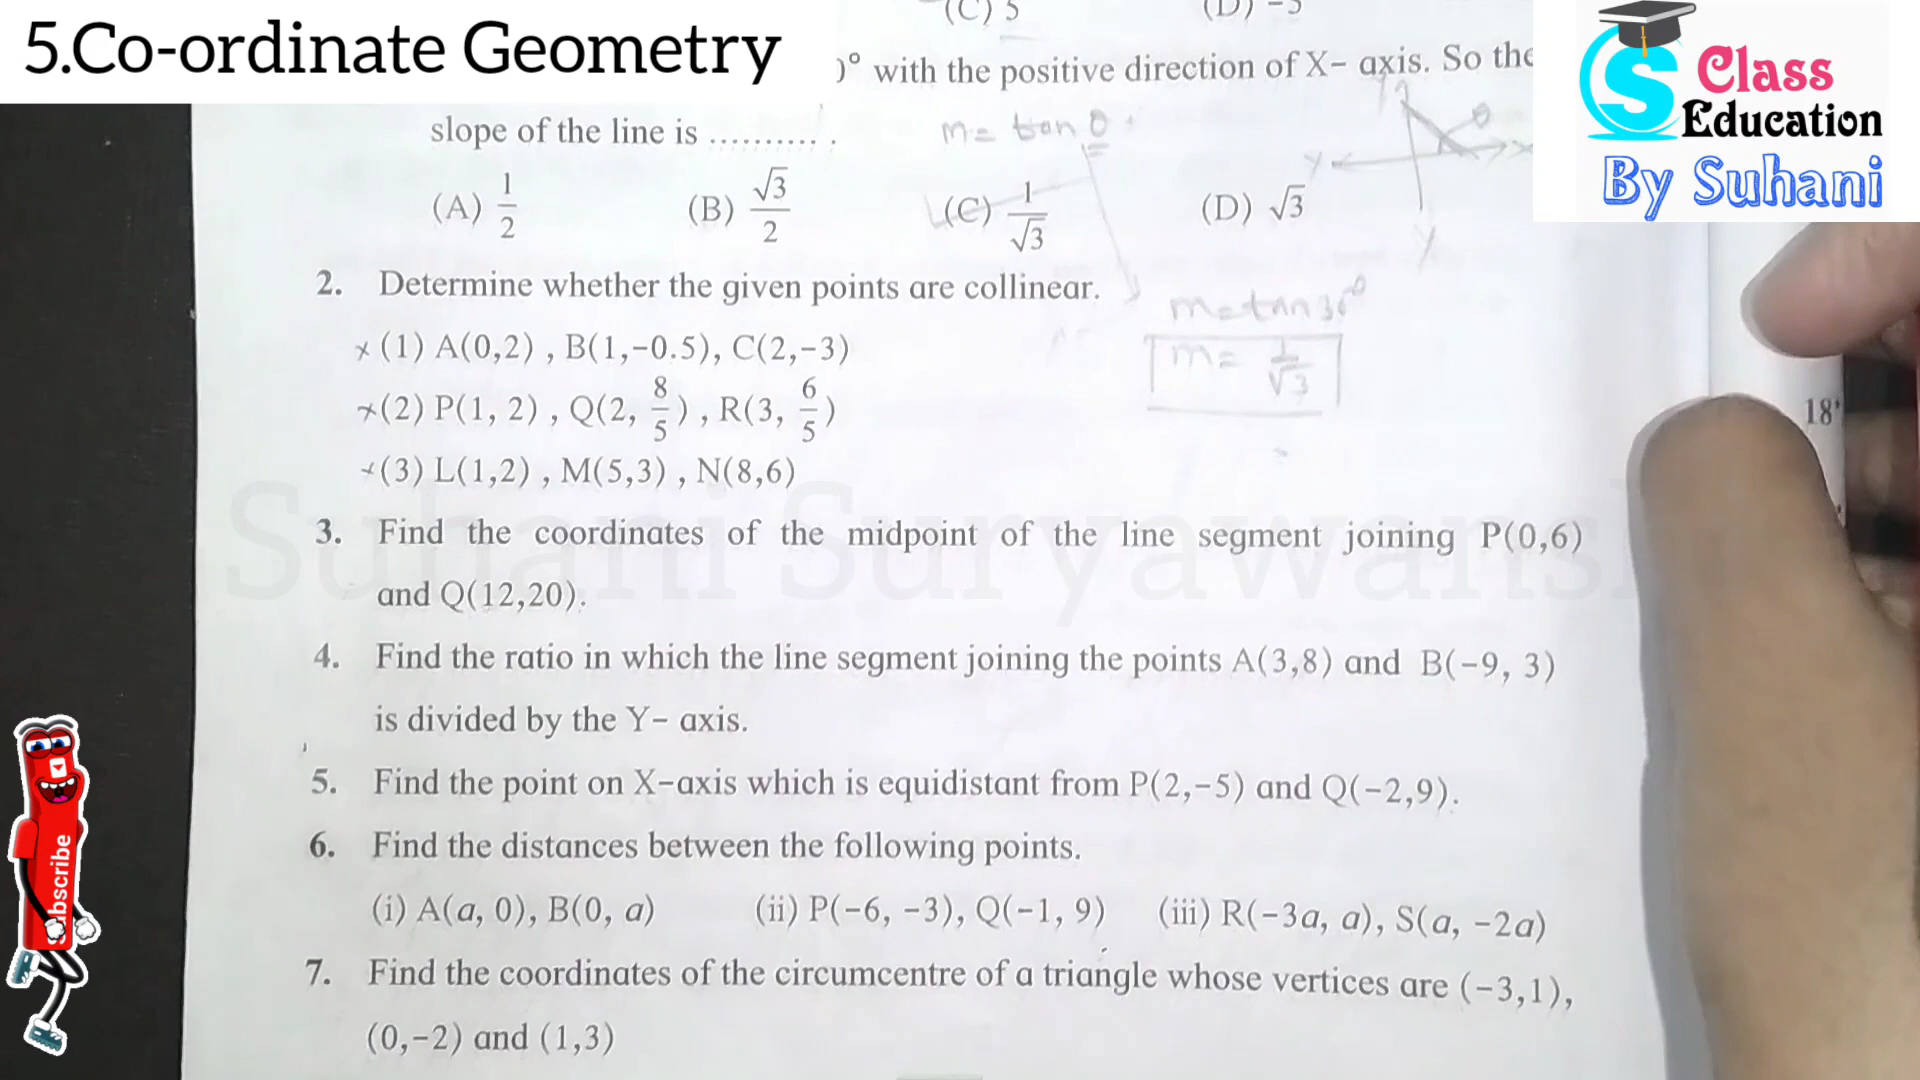 5.Co-ordinate Geometry
(C) 5 (D) -5
)° with the positive direction of X- axis. So the
slope of the line is .......... .
m = tan θ
(A) 1/2 (B) √3/2 (C) 1/√3 (D) √3
2. Determine whether the given points are collinear.
m = tan 30°
× (1) A(0,2) , B(1,-0.5), C(2,-3)
m = 1/√3
× (2) P(1, 2) , Q(2, 8/5) , R(3, 6/5)
× (3) L(1,2) , M(5,3) , N(8,6)
3. Find the coordinates of the midpoint of the line segment joining P(0,6)
and Q(12,20).
4. Find the ratio in which the line segment joining the points A(3,8) and B(-9, 3)
is divided by the Y- axis.
5. Find the point on X-axis which is equidistant from P(2,-5) and Q(-2,9).
6. Find the distances between the following points.
(i) A(a, 0), B(0, a) (ii) P(-6, -3), Q(-1, 9) (iii) R(-3a, a), S(a, -2a)
7. Find the coordinates of the circumcentre of a triangle whose vertices are (-3,1),
(0,-2) and (1,3)
S Class
Education
By Suhani
18
Suhani Suryawans
bscribe